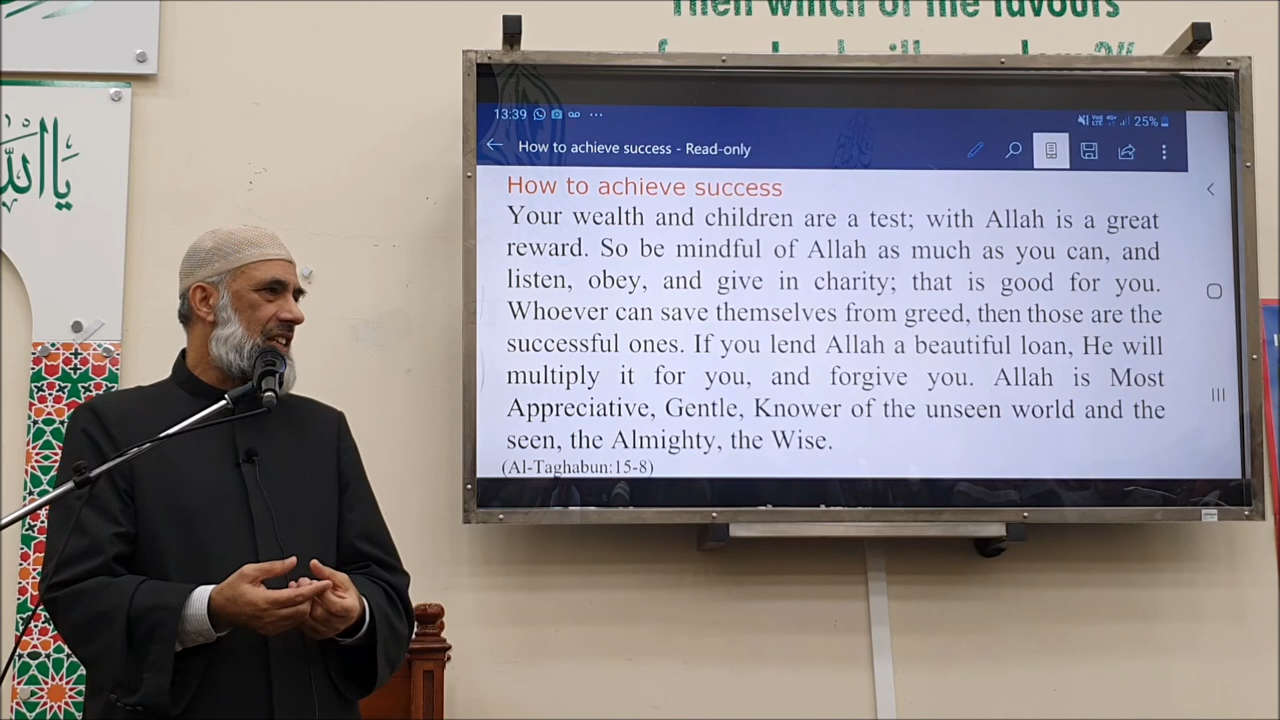 Then which of the favours
يا الله
13:39
VoLTE 4G+ 25%
How to achieve success - Read-only
How to achieve success
Your wealth and children are a test; with Allah is a great
reward. So be mindful of Allah as much as you can, and
listen, obey, and give in charity; that is good for you.
Whoever can save themselves from greed, then those are the
successful ones. If you lend Allah a beautiful loan, He will
multiply it for you, and forgive you. Allah is Most
Appreciative, Gentle, Knower of the unseen world and the
seen, the Almighty, the Wise.
(Al-Taghabun:15-8)